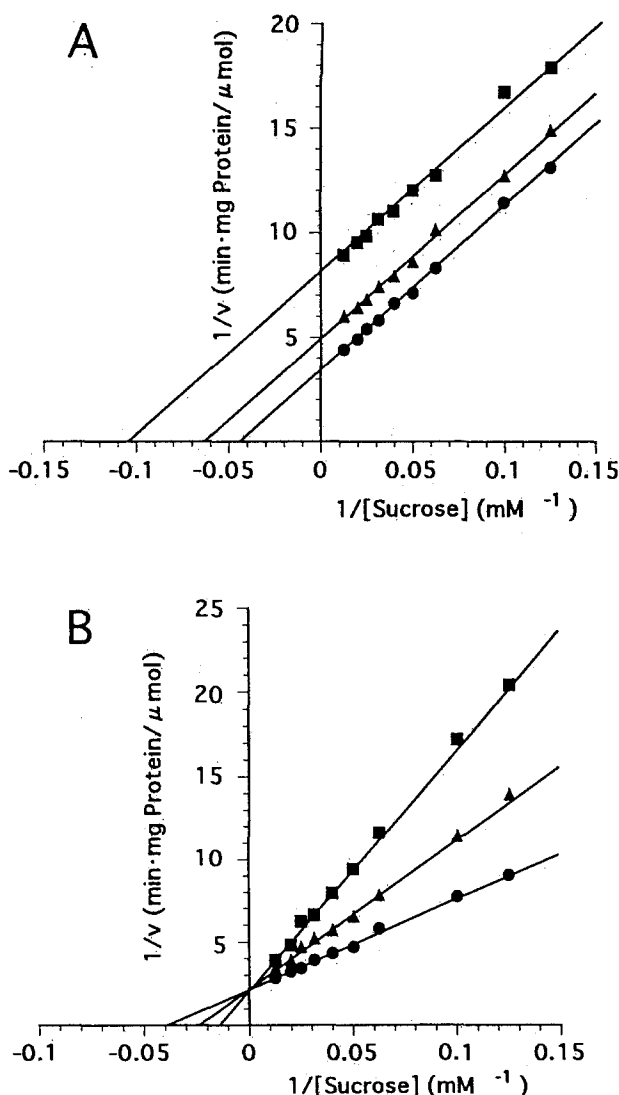 A
1/v (min·mg Protein/μmol)
20
15
10
5
-0.15 -0.1 -0.05 0 0.05 0.1 0.15
1/[Sucrose] (mM ⁻¹ )
B
1/v (min·mg Protein/μmol)
25
20
15
10
5
-0.1 -0.05 0 0.05 0.1 0.15
1/[Sucrose] (mM ⁻¹ )